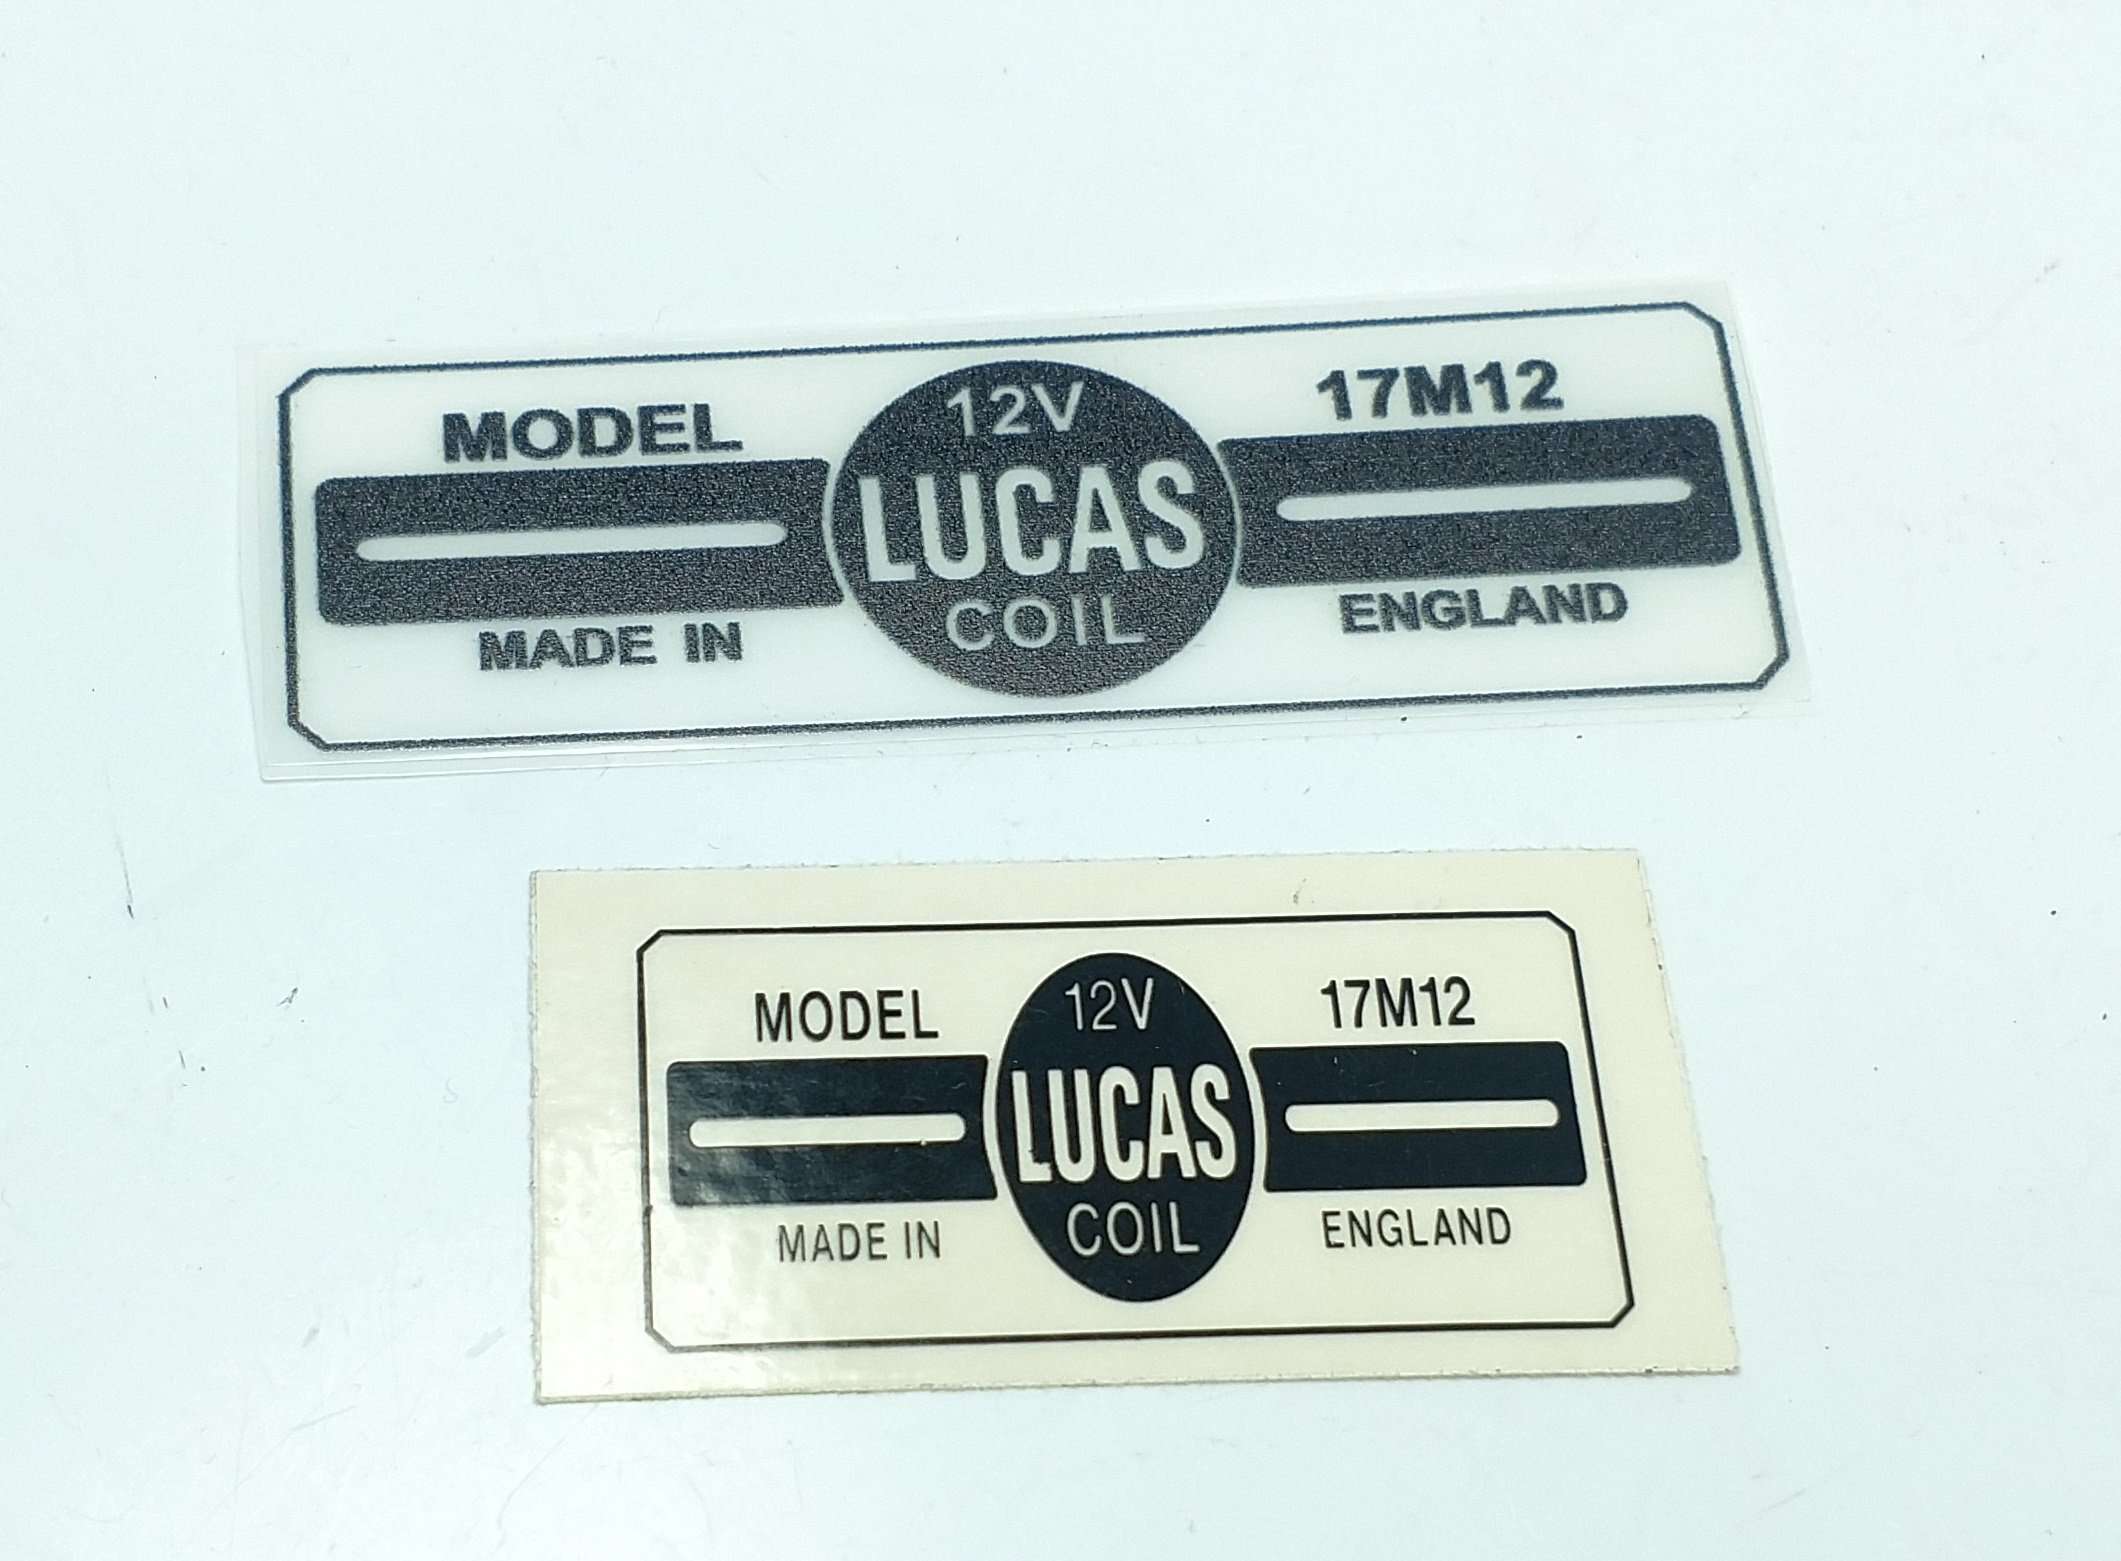 MODEL 12V 17M12
LUCAS
COIL
MADE IN ENGLAND
MODEL 12V 17M12
LUCAS
COIL
MADE IN ENGLAND